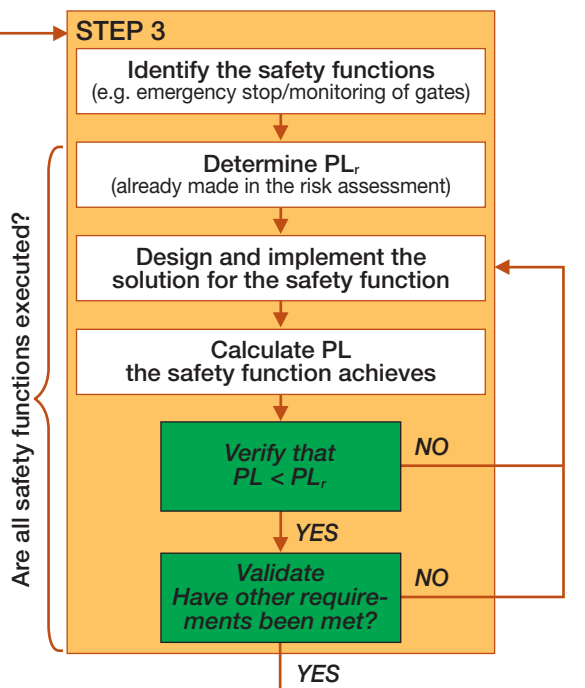 STEP 3
Identify the safety functions
(e.g. emergency stop/monitoring of gates)
Are all safety functions executed?
Determine PLr
(already made in the risk assessment)
Design and implement the
solution for the safety function
Calculate PL
the safety function achieves
Verify that
PL < PLr
NO
YES
Validate
Have other require-
ments been met?
NO
YES